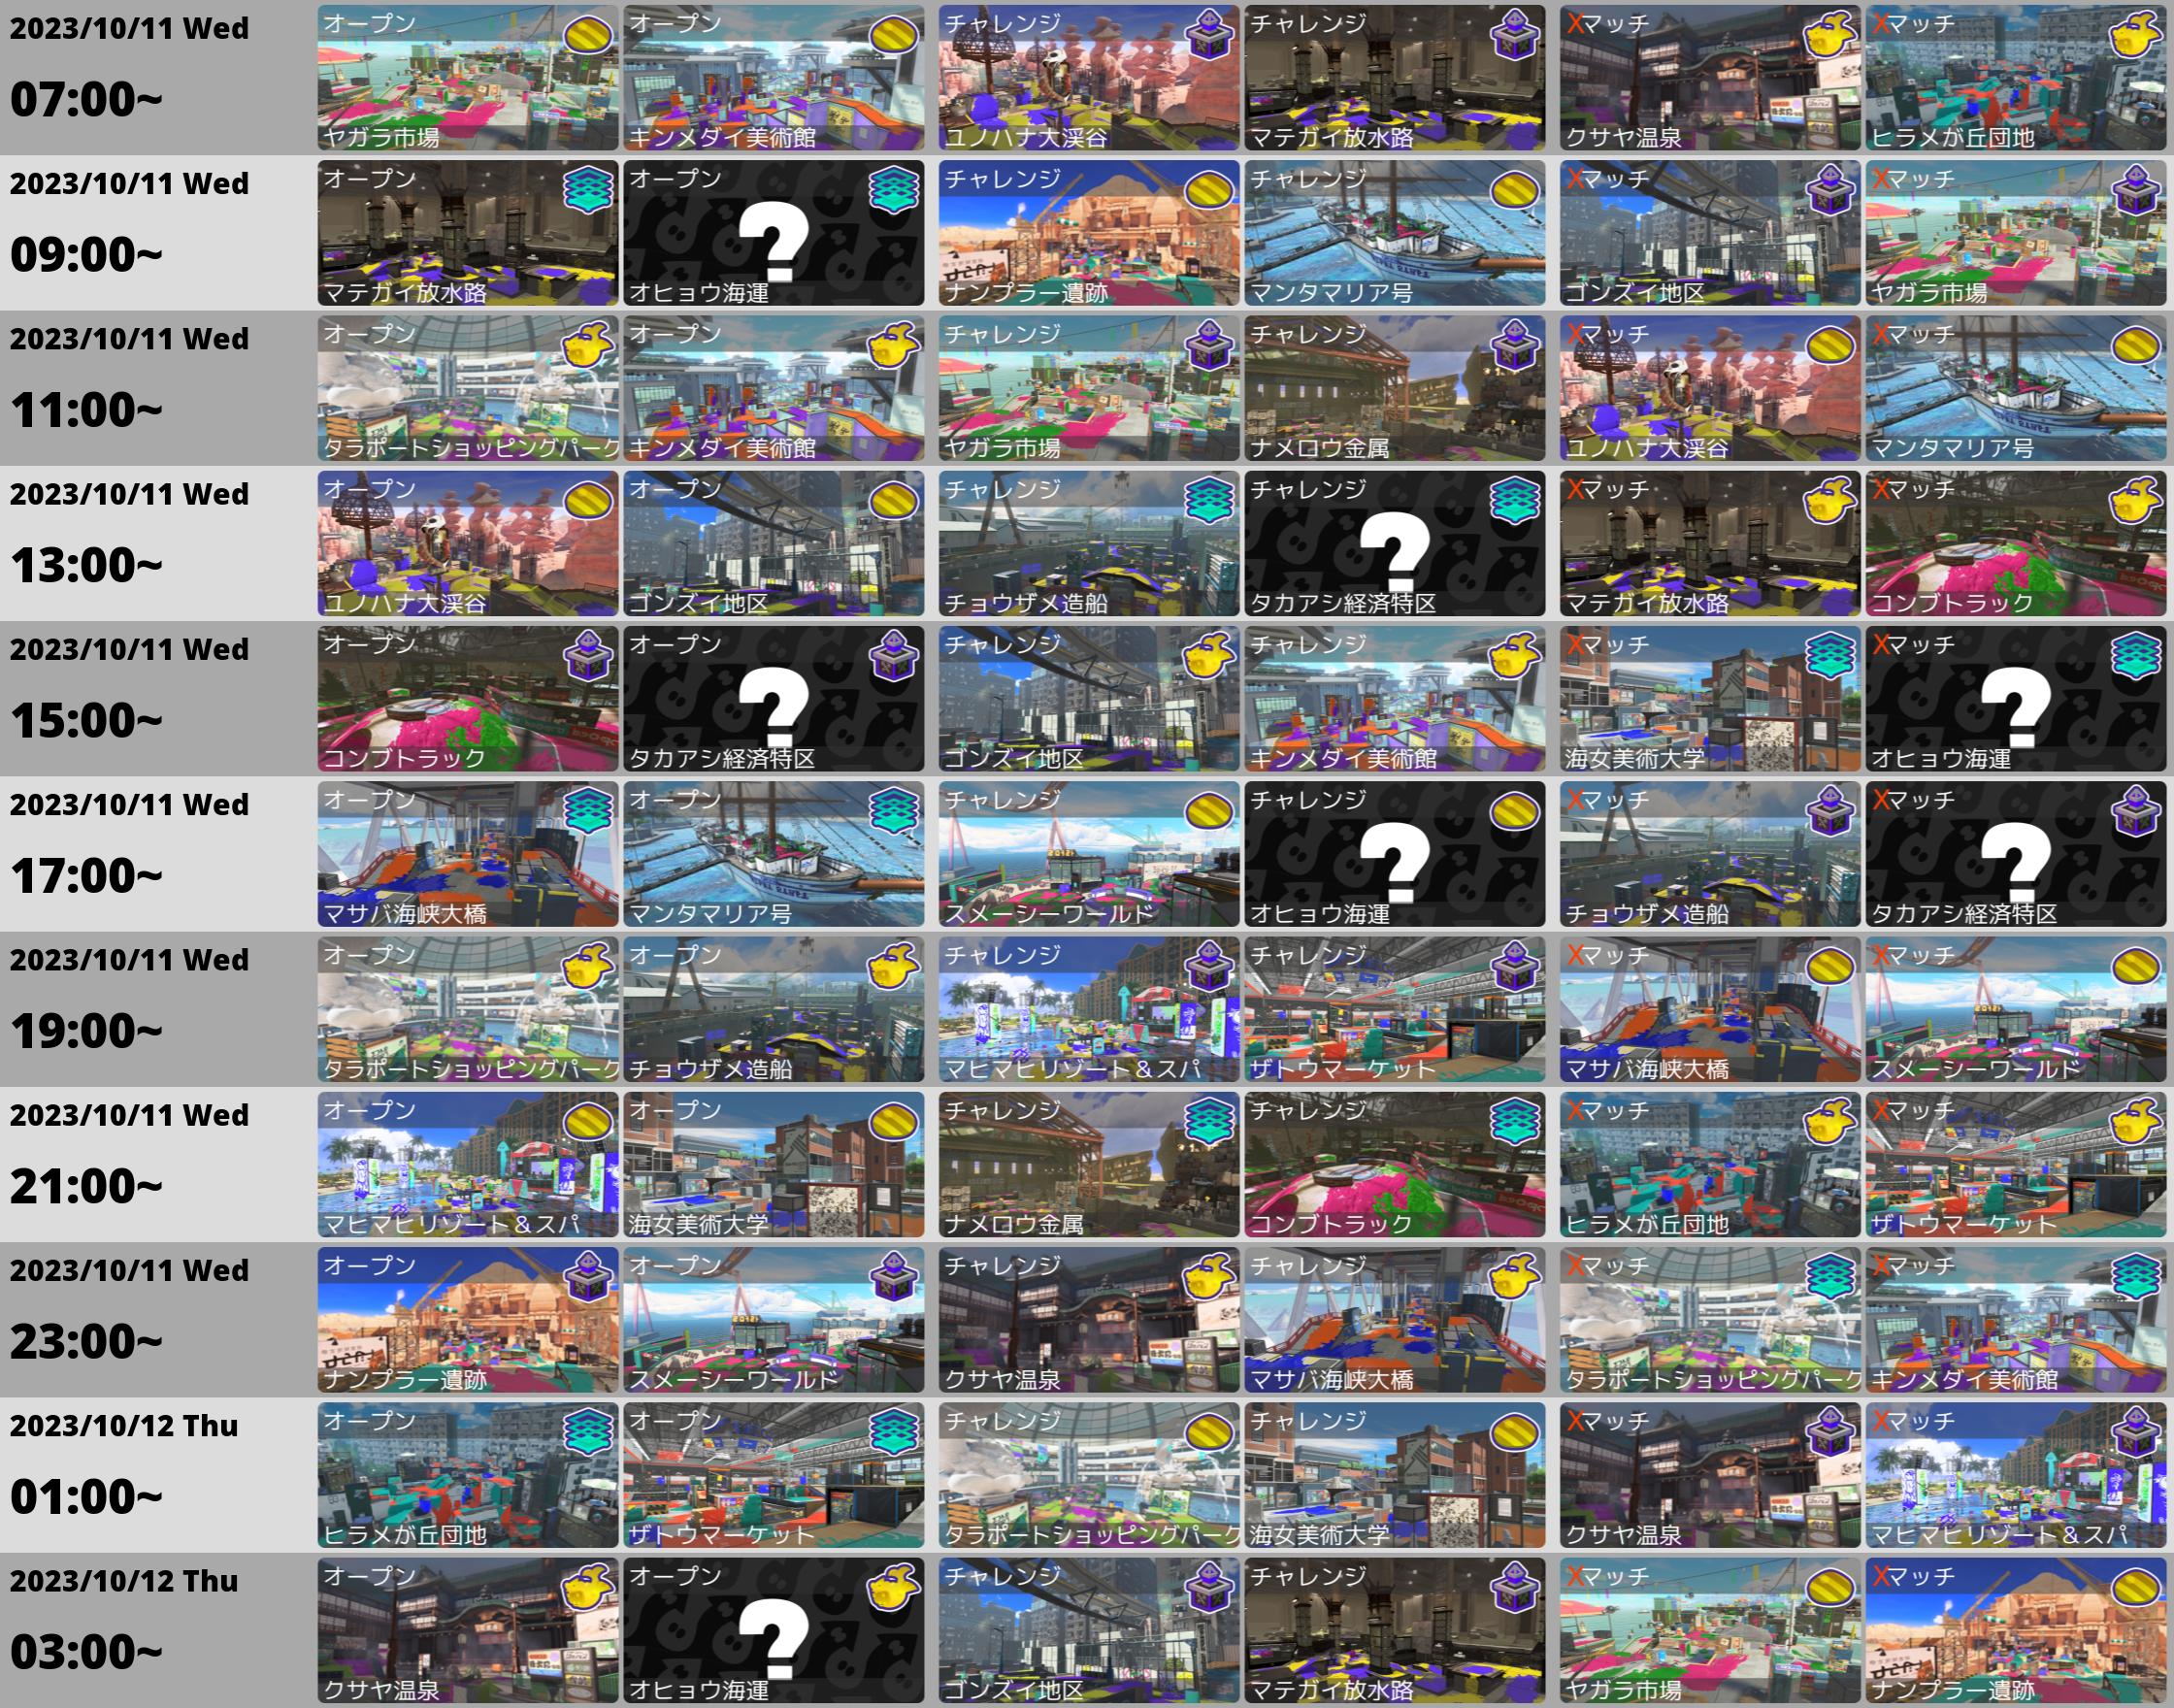 2023/10/11 Wed
07:00~
オープン
ヤガラ市場
オープン
キンメダイ美術館
チャレンジ
ユノハナ大渓谷
チャレンジ
マテガイ放水路
Xマッチ
クサヤ温泉
Xマッチ
ヒラメが丘団地
2023/10/11 Wed
09:00~
オープン
マテガイ放水路
オープン
?
オヒョウ海運
チャレンジ
ナンプラー遺跡
チャレンジ
マンタマリア号
Xマッチ
ゴンズイ地区
Xマッチ
ヤガラ市場
2023/10/11 Wed
11:00~
オープン
タラポートショッピングパーク
オープン
キンメダイ美術館
チャレンジ
ヤガラ市場
チャレンジ
ナメロウ金属
Xマッチ
ユノハナ大渓谷
Xマッチ
マンタマリア号
2023/10/11 Wed
13:00~
オープン
ユノハナ大渓谷
オープン
ゴンズイ地区
チャレンジ
チョウザメ造船
チャレンジ
?
タカアシ経済特区
Xマッチ
マテガイ放水路
Xマッチ
コンブトラック
2023/10/11 Wed
15:00~
オープン
コンブトラック
オープン
?
タカアシ経済特区
チャレンジ
ゴンズイ地区
チャレンジ
キンメダイ美術館
Xマッチ
海女美術大学
Xマッチ
?
オヒョウ海運
2023/10/11 Wed
17:00~
オープン
マサバ海峡大橋
オープン
マンタマリア号
チャレンジ
スメーシーワールド
チャレンジ
?
オヒョウ海運
Xマッチ
チョウザメ造船
Xマッチ
?
タカアシ経済特区
2023/10/11 Wed
19:00~
オープン
タラポートショッピングパーク
オープン
チョウザメ造船
チャレンジ
マヒマヒリゾート＆スパ
チャレンジ
ザトウマーケット
Xマッチ
マサバ海峡大橋
Xマッチ
スメーシーワールド
2023/10/11 Wed
21:00~
オープン
マヒマヒリゾート＆スパ
オープン
海女美術大学
チャレンジ
ナメロウ金属
チャレンジ
コンブトラック
Xマッチ
ヒラメが丘団地
Xマッチ
ザトウマーケット
2023/10/11 Wed
23:00~
オープン
ナンプラー遺跡
オープン
スメーシーワールド
チャレンジ
クサヤ温泉
チャレンジ
マサバ海峡大橋
Xマッチ
タラポートショッピングパーク
Xマッチ
キンメダイ美術館
2023/10/12 Thu
01:00~
オープン
ヒラメが丘団地
オープン
ザトウマーケット
チャレンジ
タラポートショッピングパーク
チャレンジ
海女美術大学
Xマッチ
クサヤ温泉
Xマッチ
マヒマヒリゾート＆スパ
2023/10/12 Thu
03:00~
オープン
クサヤ温泉
オープン
?
オヒョウ海運
チャレンジ
ゴンズイ地区
チャレンジ
マテガイ放水路
Xマッチ
ヤガラ市場
Xマッチ
ナンプラー遺跡